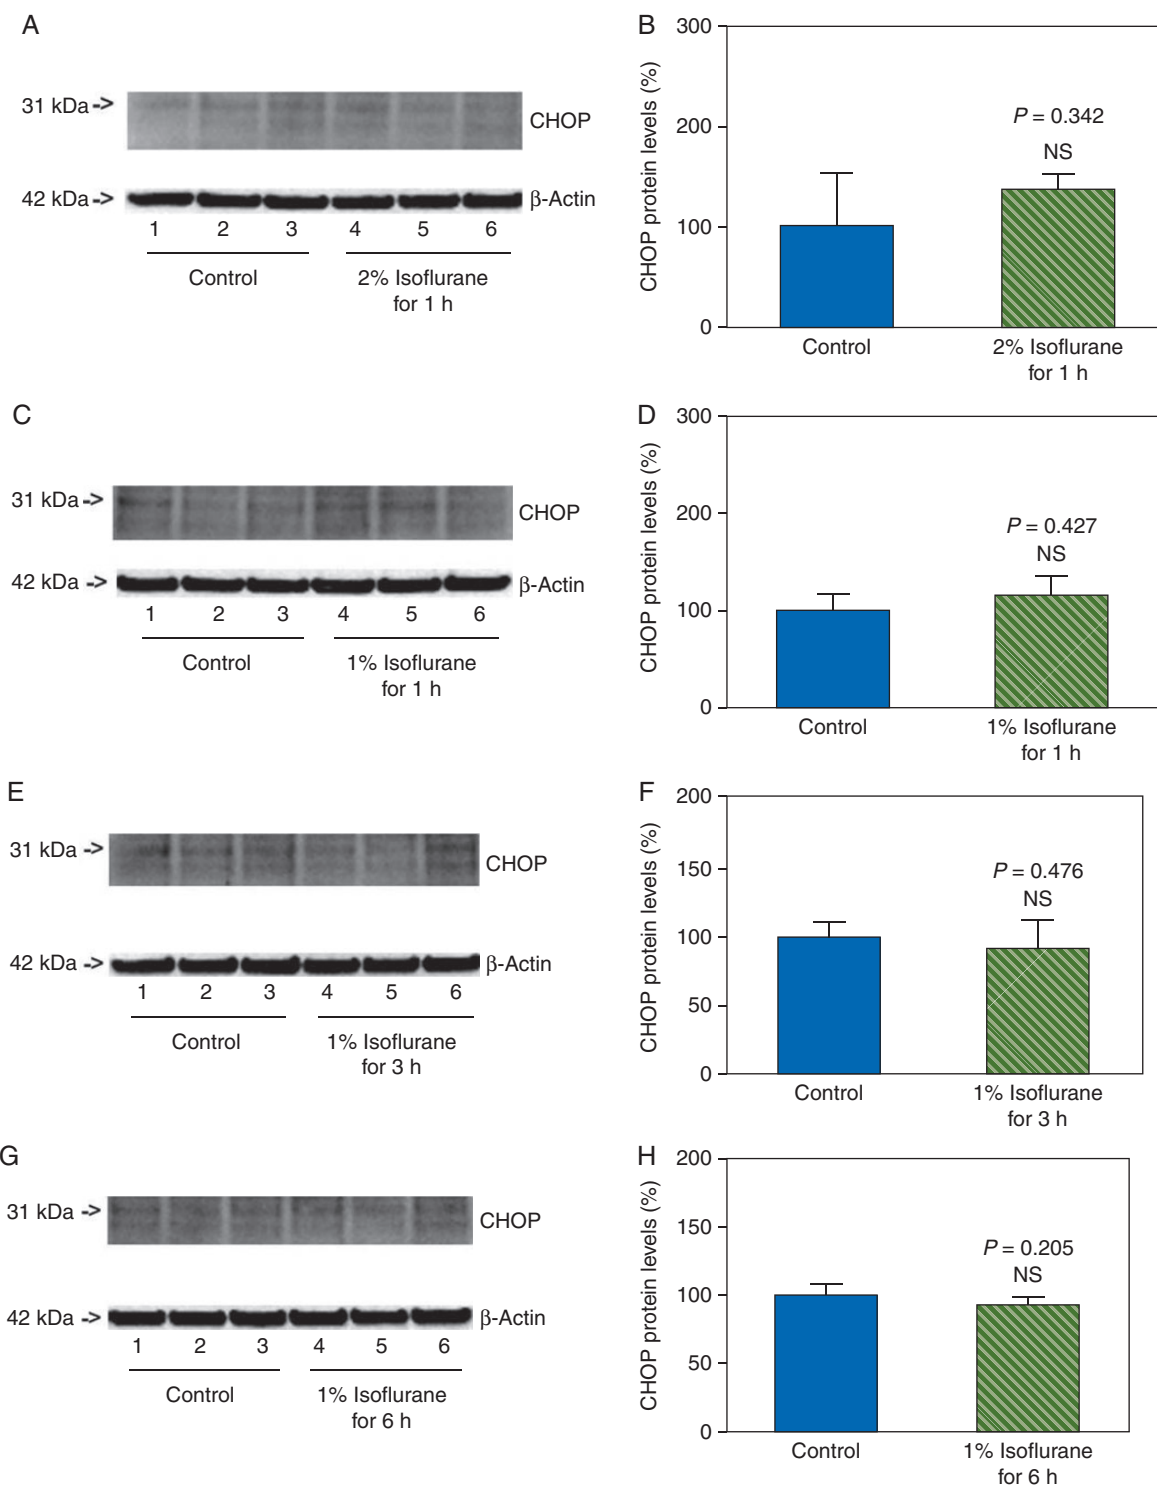 A
31 kDa ->
CHOP
42 kDa ->
β-Actin
1 2 3 4 5 6
Control
2% Isoflurane
for 1 h
B
CHOP protein levels (%)
300
200
100
0
P = 0.342
NS
Control
2% Isoflurane
for 1 h
C
31 kDa ->
CHOP
42 kDa ->
β-Actin
1 2 3 4 5 6
Control
1% Isoflurane
for 1 h
D
CHOP protein levels (%)
300
200
100
0
P = 0.427
NS
Control
1% Isoflurane
for 1 h
E
31 kDa ->
CHOP
42 kDa ->
β-Actin
1 2 3 4 5 6
Control
1% Isoflurane
for 3 h
F
CHOP protein levels (%)
200
150
100
50
0
P = 0.476
NS
Control
1% Isoflurane
for 3 h
G
31 kDa ->
CHOP
42 kDa ->
β-Actin
1 2 3 4 5 6
Control
1% Isoflurane
for 6 h
H
CHOP protein levels (%)
200
150
100
50
0
P = 0.205
NS
Control
1% Isoflurane
for 6 h